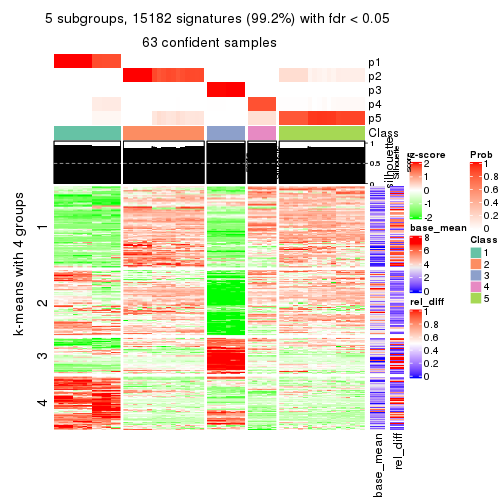 5 subgroups, 15182 signatures (99.2%) with fdr < 0.05
63 confident samples
p1
p2
p3
p4
p5
Class
1
0.5
0
silhouette
Silhouette score
k-means with 4 groups
1
2
3
4
base_mean
rel_diff
z-score
2
1
0
-1
-2
base_mean
8
6
4
2
0
rel_diff
1
0.8
0.6
0.4
0.2
0
Prob
1
0.8
0.6
0.4
0.2
0
Class
1
2
3
4
5